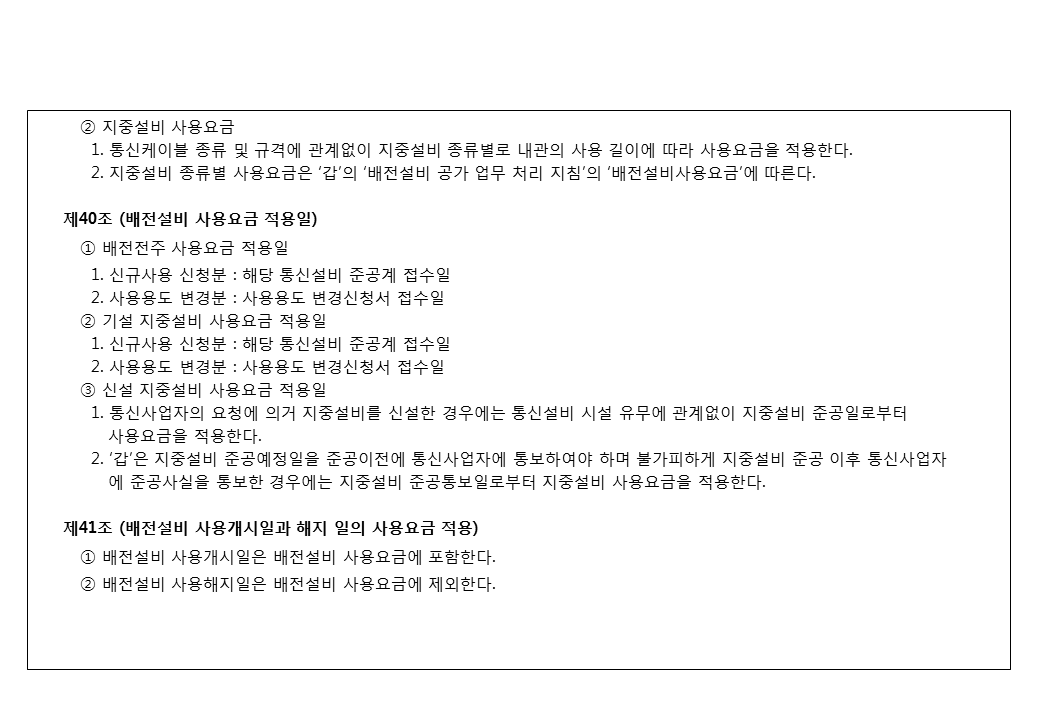 ② 지중설비 사용요금
1. 통신케이블 종류 및 규격에 관계없이 지중설비 종류별로 내관의 사용 길이에 따라 사용요금을 적용한다.
2. 지중설비 종류별 사용요금은 ‘갑’의 ‘배전설비 공가 업무 처리 지침’의 ‘배전설비사용요금’에 따른다.
제40조 (배전설비 사용요금 적용일)
① 배전전주 사용요금 적용일
1. 신규사용 신청분 : 해당 통신설비 준공계 접수일
2. 사용용도 변경분 : 사용용도 변경신청서 접수일
② 기설 지중설비 사용요금 적용일
1. 신규사용 신청분 : 해당 통신설비 준공계 접수일
2. 사용용도 변경분 : 사용용도 변경신청서 접수일
③ 신설 지중설비 사용요금 적용일
1. 통신사업자의 요청에 의거 지중설비를 신설한 경우에는 통신설비 시설 유무에 관계없이 지중설비 준공일로부터
사용요금을 적용한다.
2. ‘갑’은 지중설비 준공예정일을 준공이전에 통신사업자에 통보하여야 하며 불가피하게 지중설비 준공 이후 통신사업자
에 준공사실을 통보한 경우에는 지중설비 준공통보일로부터 지중설비 사용요금을 적용한다.
제41조 (배전설비 사용개시일과 해지 일의 사용요금 적용)
① 배전설비 사용개시일은 배전설비 사용요금에 포함한다.
② 배전설비 사용해지일은 배전설비 사용요금에 제외한다.